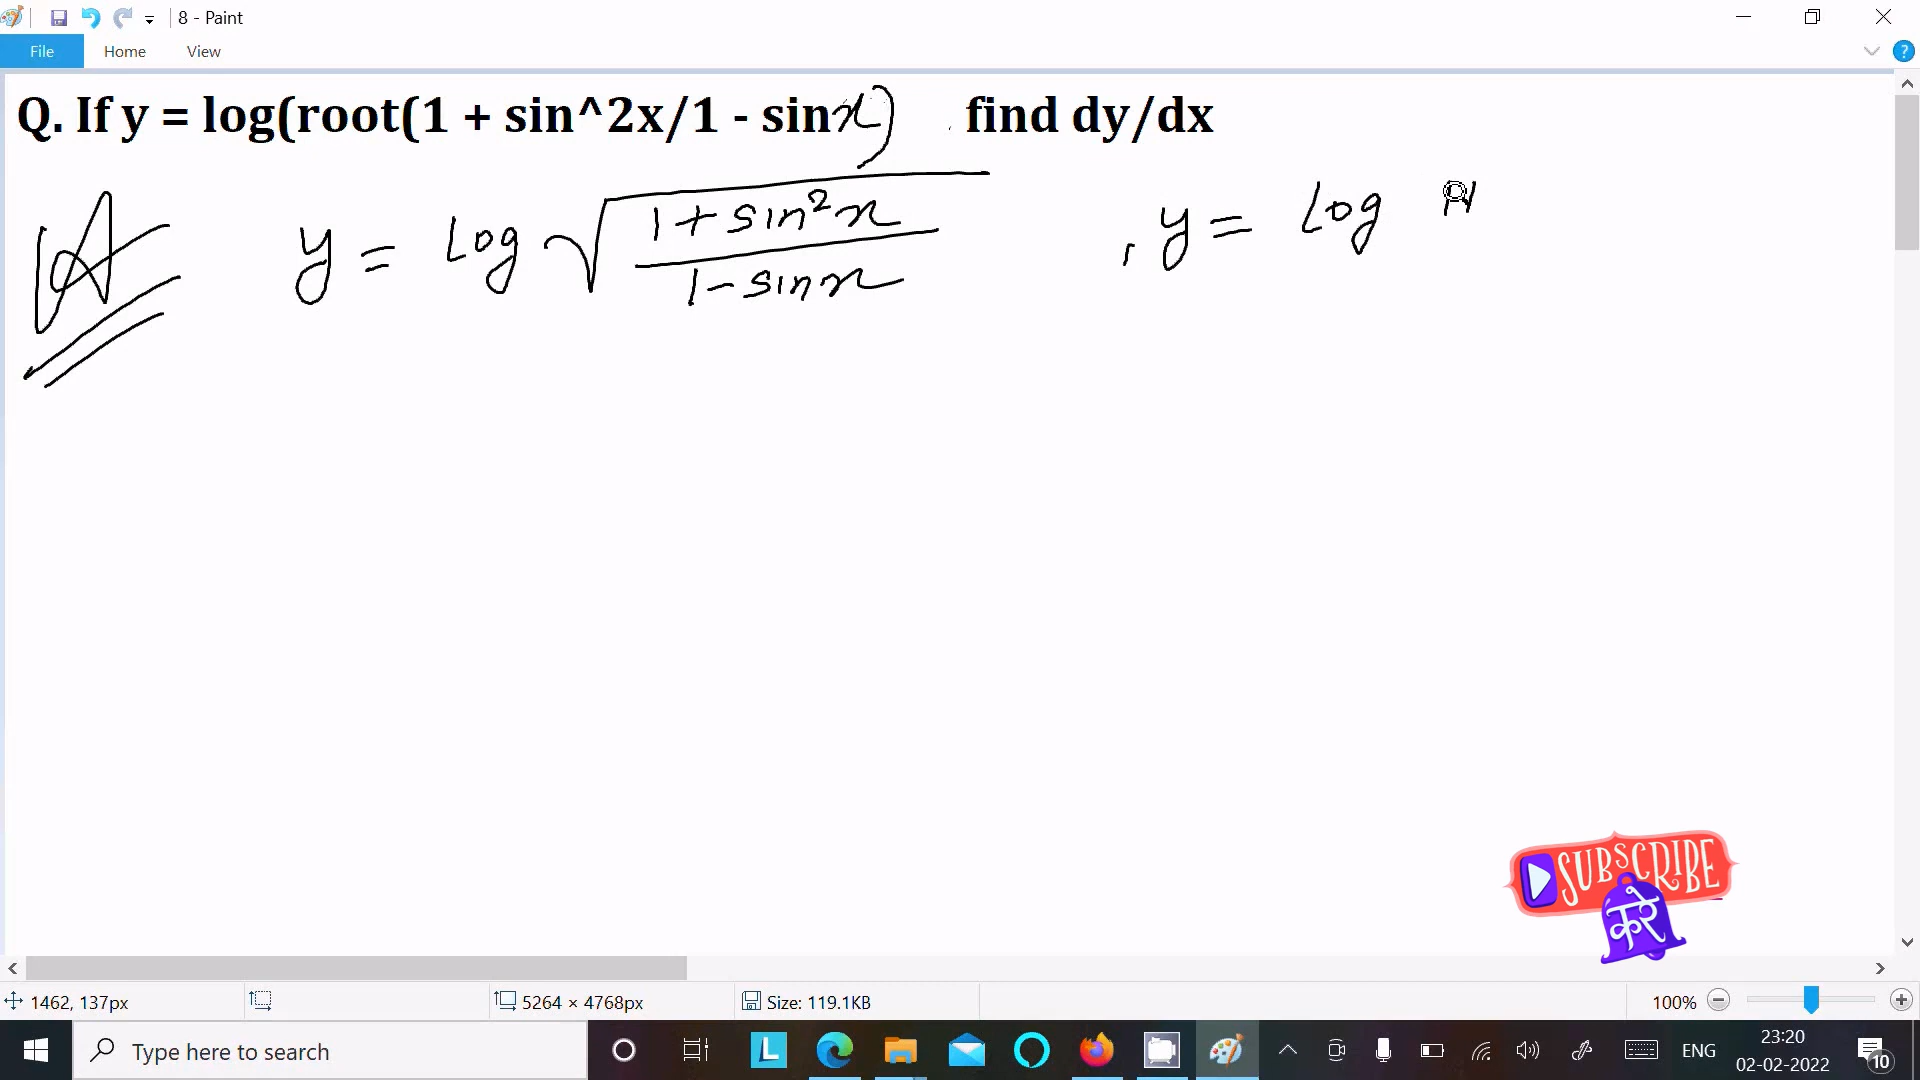 8 - Paint
File Home View
Q. If y = log(root(1 + sin^2x/1 - sinx) find dy/dx
A y = log √(1+sin²x / 1-sinx) , y = log
SUBSCRIBE
करे
1462, 137px 5264 × 4768px Size: 119.1KB 100%
Type here to search L ENG 23:20
02-02-2022 10